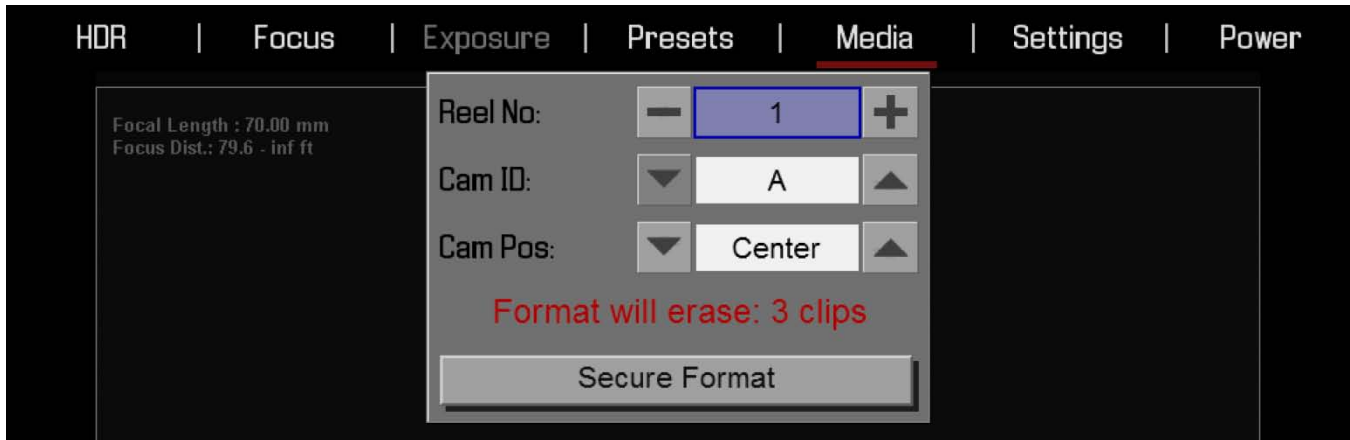 HDR | Focus | Exposure | Presets | Media | Settings | Power
Focal Length : 70.00 mm
Focus Dist.: 79.6 - inf ft
Reel No: 1
Cam ID: A
Cam Pos: Center
Format will erase: 3 clips
Secure Format